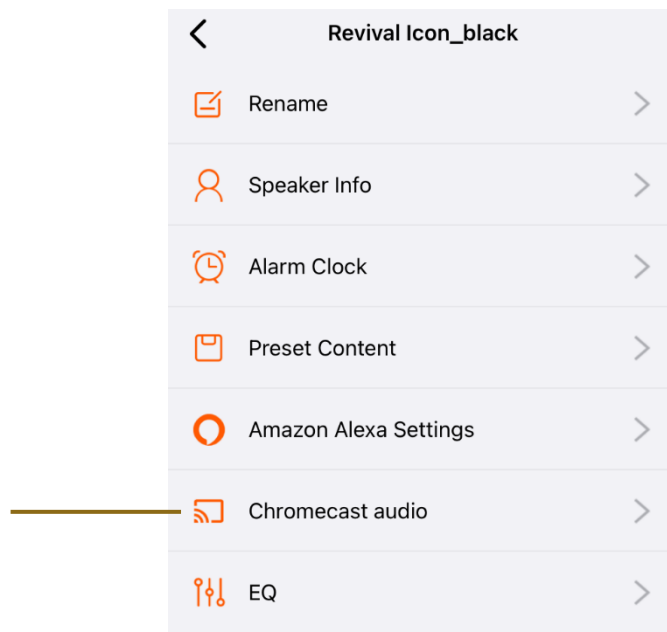 Revival Icon_black
Rename
Speaker Info
Alarm Clock
Preset Content
Amazon Alexa Settings
Chromecast audio
EQ